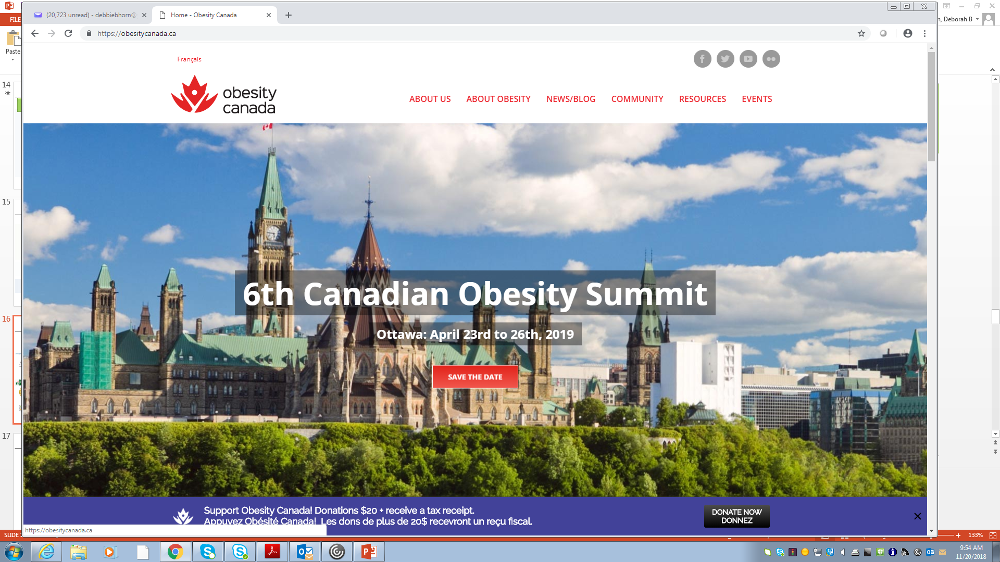 FILE
Paste
14
15
16
17
SLIDE
(20,723 unread) - debbiebhorn@
Home - Obesity Canada
https://obesitycanada.ca
, Deborah B
Français
obesity
canada
ABOUT US
ABOUT OBESITY
NEWS/BLOG
COMMUNITY
RESOURCES
EVENTS
6th Canadian Obesity Summit
Ottawa: April 23rd to 26th, 2019
SAVE THE DATE
Support Obesity Canada! Donations $20 + receive a tax receipt.
Appuyez Obésité Canada! Les dons de plus de 20$ recevront un reçu fiscal.
DONATE NOW
DONNEZ
https://obesitycanada.ca
133%
9:54 AM
11/20/2018